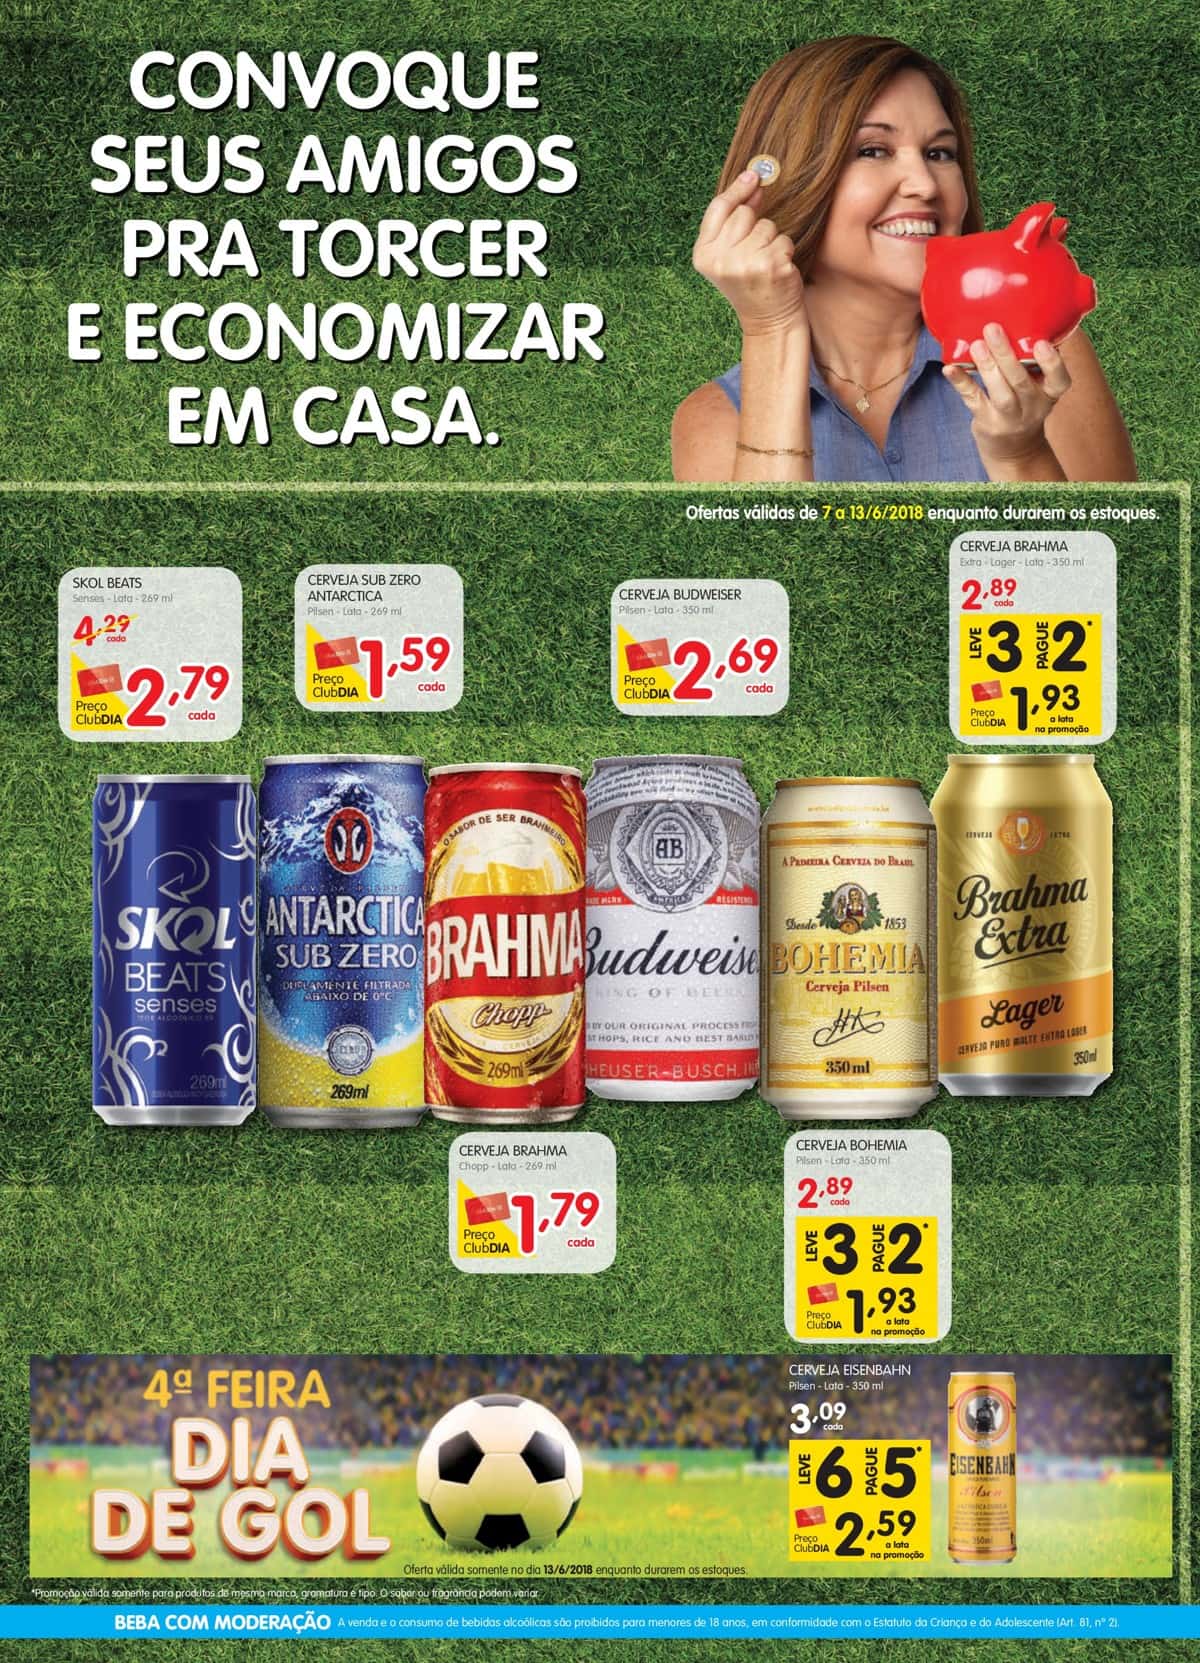 CONVOQUE
SEUS AMIGOS
PRA TORCER
E ECONOMIZAR
EM CASA.
Ofertas válidas de 7 a 13/6/2018 enquanto durarem os estoques.
SKOL BEATS
Senses - Lata - 269 ml
4,29
cada
Preço
ClubDIA
2,79
cada
CERVEJA SUB ZERO
ANTARCTICA
Pilsen - Lata - 269 ml
Preço
ClubDIA
1,59
cada
CERVEJA BUDWEISER
Pilsen - Lata - 350 ml
Preço
ClubDIA
2,69
cada
CERVEJA BRAHMA
Extra - Lager - Lata - 350 ml
2,89
cada
LEVE 3 PAGUE 2*
Preço
ClubDIA
1,93
a lata
na promoção
SKOL
BEATS
senses
269ml
ANTARCTICA
SUB ZERO
DUPLAMENTE FILTRADA
ABAIXO DE 0°C
269ml
O SABOR DE SER BRAHMEIRO
BRAHMA
Chopp
269ml
AB
REGISTERED
Budweise
KING OF BEERS
BY OUR ORIGINAL PROCESS FR
ST HOPS, RICE AND BEST BARLEY
HEUSER-BUSCH, IN
A PRIMEIRA CERVEJA DO BRASIL
Desde 1853
BOHEMIA
Cerveja Pilsen
350 ml
CERVEJA EXTRA
Brahma
Extra
Lager
CERVEJA PURO MALTE EXTRA LAGER
350ml
CERVEJA BRAHMA
Chopp - Lata - 269 ml
Preço
ClubDIA
1,79
cada
CERVEJA BOHEMIA
Pilsen - Lata - 350 ml
2,89
cada
LEVE 3 PAGUE 2*
Preço
ClubDIA
1,93
a lata
na promoção
4ª FEIRA
DIA
DE GOL
CERVEJA EISENBAHN
Pilsen - Lata - 350 ml
3,09
cada
LEVE 6 PAGUE 5*
Preço
ClubDIA
2,59
a lata
na promoção
EISENBAHN
Pilsen
350ml
Oferta válida somente no dia 13/6/2018 enquanto durarem os estoques.
*Promoção válida somente para produtos de mesma marca, gramatura e tipo. O sabor ou fragrância podem variar.
BEBA COM MODERAÇÃO A venda e o consumo de bebidas alcoólicas são proibidos para menores de 18 anos, em conformidade com o Estatuto da Criança e do Adolescente (Art. 81, nº 2).